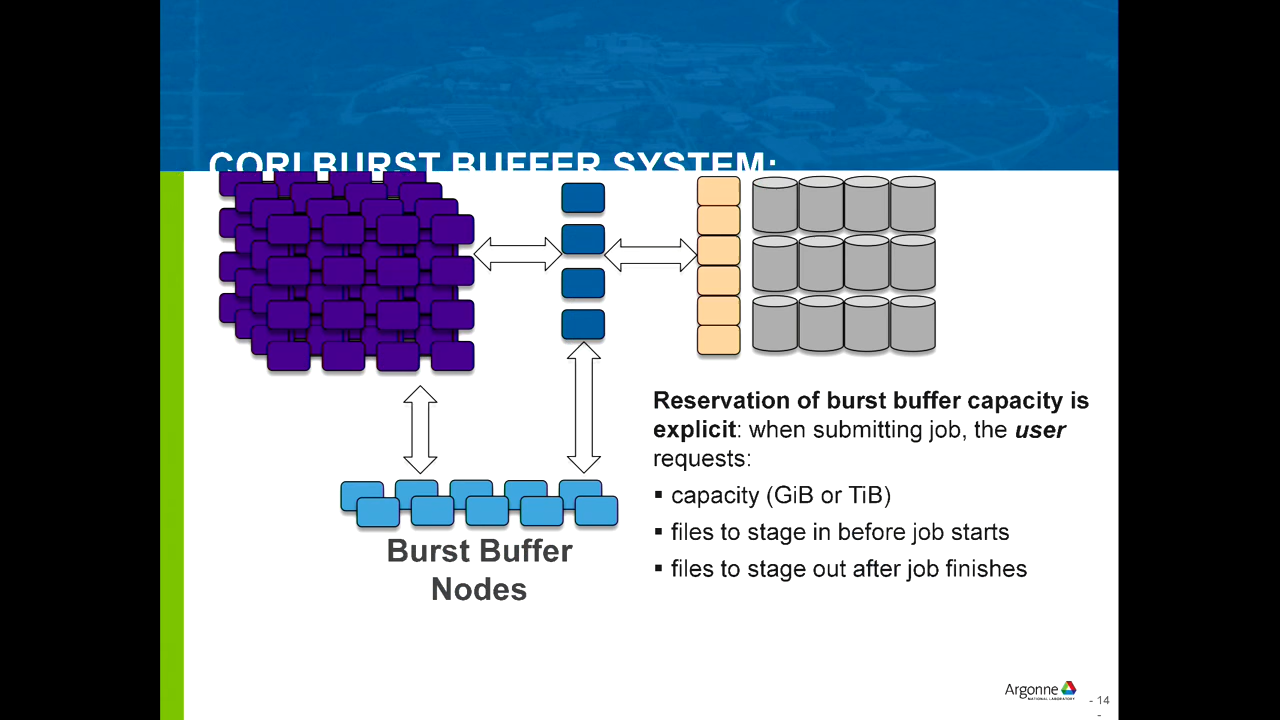 CORI BURST BUFFER SYSTEM:
Reservation of burst buffer capacity is
explicit: when submitting job, the user
requests:
▪ capacity (GiB or TiB)
▪ files to stage in before job starts
▪ files to stage out after job finishes
Burst Buffer
Nodes
Argonne
NATIONAL LABORATORY
- 14
-